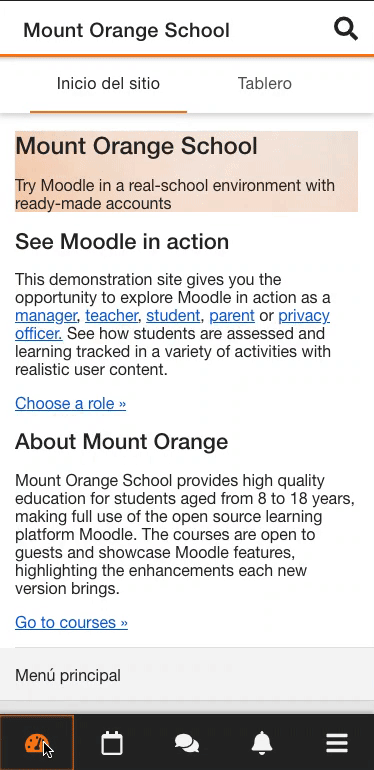 Mount Orange School
Inicio del sitio
Tablero
Mount Orange School
Try Moodle in a real-school environment with
ready-made accounts
See Moodle in action
This demonstration site gives you the
opportunity to explore Moodle in action as a
manager, teacher, student, parent or privacy
officer. See how students are assessed and
learning tracked in a variety of activities with
realistic user content.
Choose a role »
About Mount Orange
Mount Orange School provides high quality
education for students aged from 8 to 18 years,
making full use of the open source learning
platform Moodle. The courses are open to
guests and showcase Moodle features,
highlighting the enhancements each new
version brings.
Go to courses »
Menú principal